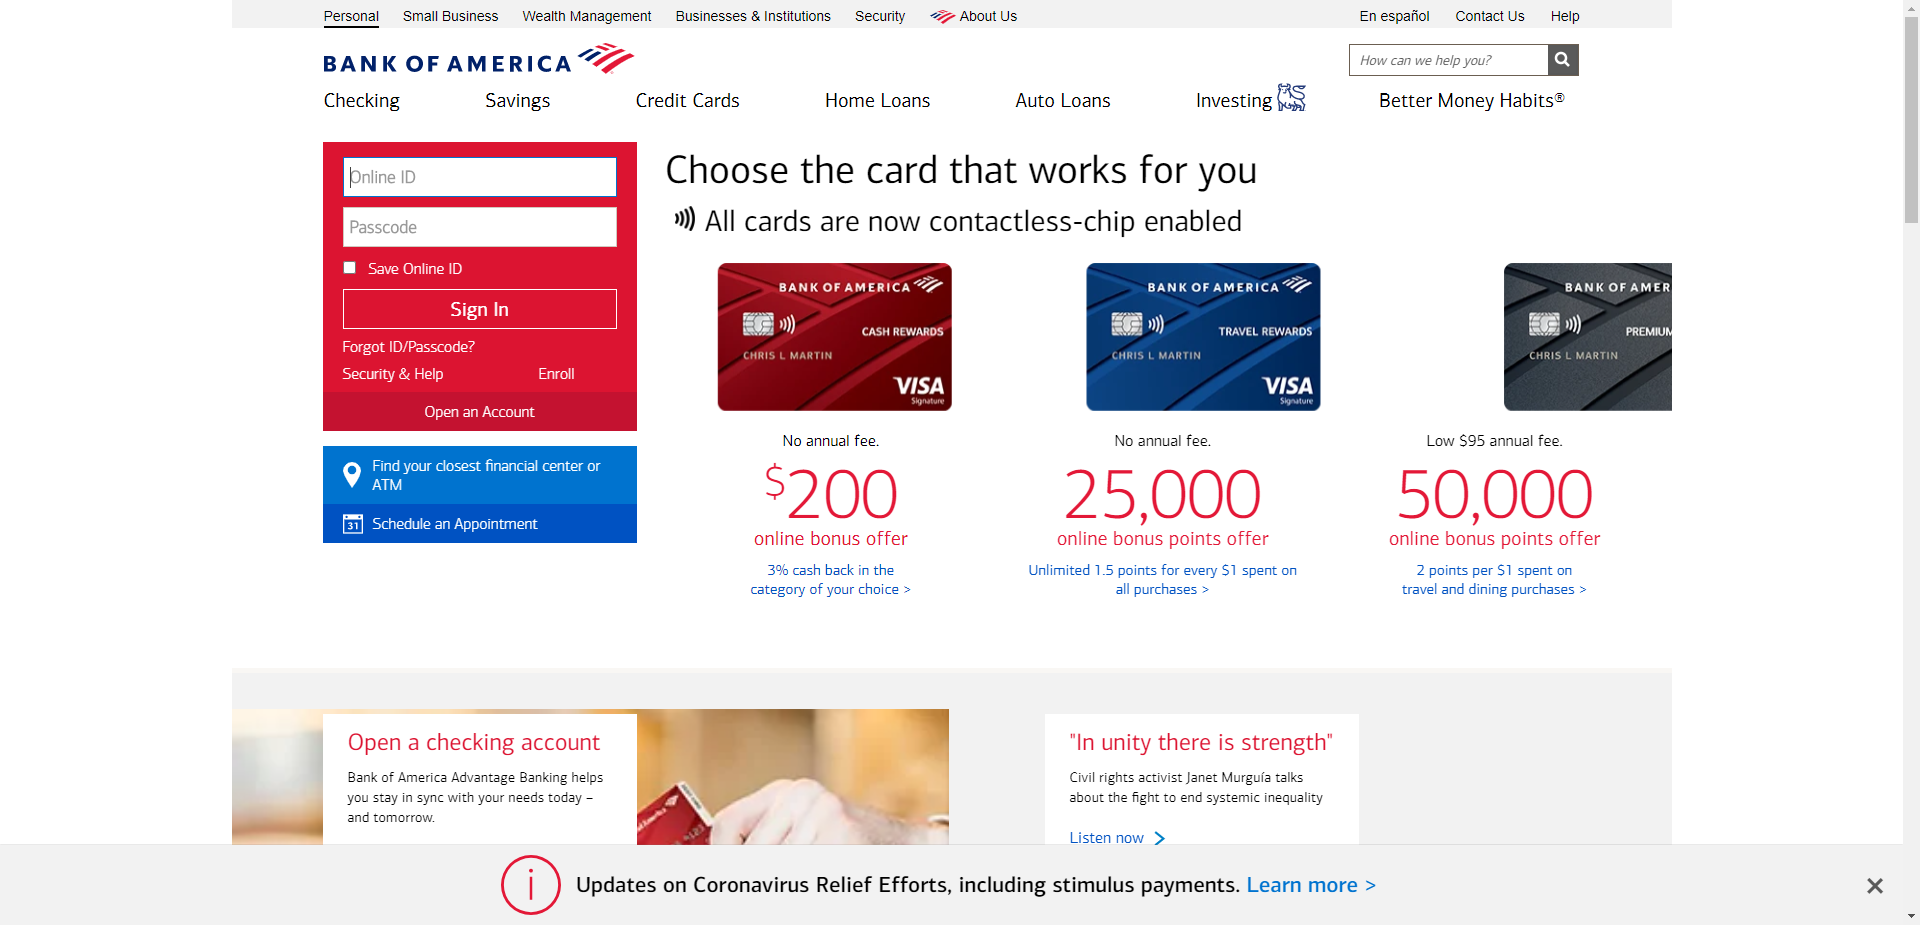 Personal Small Business Wealth Management Businesses & Institutions Security About Us En español Contact Us Help
BANK OF AMERICA
How can we help you?
Checking Savings Credit Cards Home Loans Auto Loans Investing Better Money Habits®
Online ID
Passcode
Save Online ID
Sign In
Forgot ID/Passcode?
Security & Help Enroll
Open an Account
Find your closest financial center or
ATM
31 Schedule an Appointment
Choose the card that works for you
All cards are now contactless-chip enabled
BANK OF AMERICA
CASH REWARDS
CHRIS L MARTIN
VISA
Signature
No annual fee.
$200
online bonus offer
3% cash back in the
category of your choice >
BANK OF AMERICA
TRAVEL REWARDS
CHRIS L MARTIN
VISA
Signature
No annual fee.
25,000
online bonus points offer
Unlimited 1.5 points for every $1 spent on
all purchases >
BANK OF AMER
PREMIUM
CHRIS L MARTIN
Low $95 annual fee.
50,000
online bonus points offer
2 points per $1 spent on
travel and dining purchases >
Open a checking account
Bank of America Advantage Banking helps
you stay in sync with your needs today –
and tomorrow.
"In unity there is strength"
Civil rights activist Janet Murguía talks
about the fight to end systemic inequality
Listen now
Updates on Coronavirus Relief Efforts, including stimulus payments. Learn more >